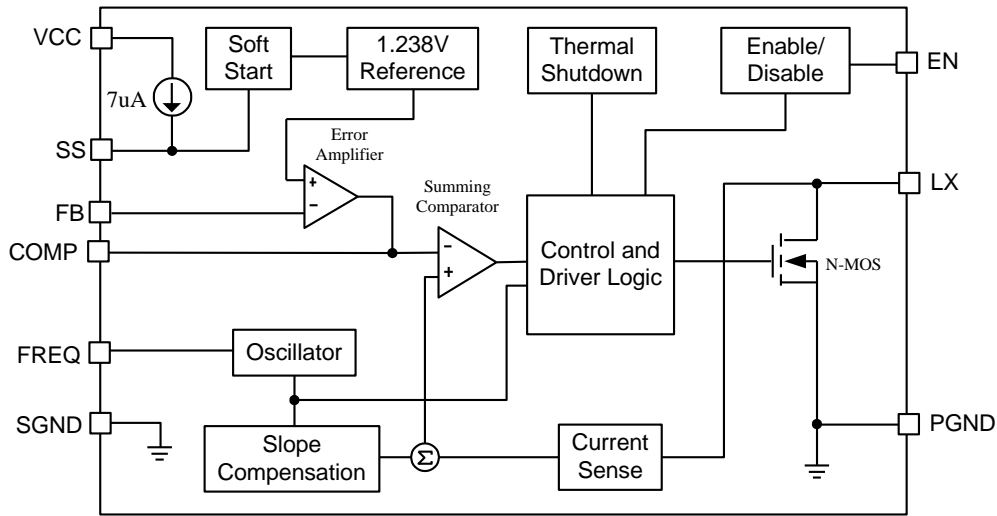 VCC
Soft
Start
1.238V
Reference
Thermal
Shutdown
Enable/
Disable
EN
7uA
SS
Error
Amplifier
+
−
FB
Summing
Comparator
LX
COMP
−
+
Control and
Driver Logic
N-MOS
FREQ
Oscillator
SGND
Slope
Compensation
Σ
Current
Sense
PGND